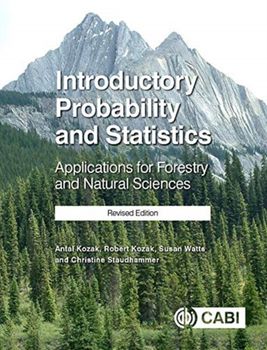 Introductory
Probability
and Statistics
Applications for Forestry
and Natural Sciences
Revised Edition
Antal Kozak, Robert Kozak, Susan Watts
and Christine Staudhammer
CABI